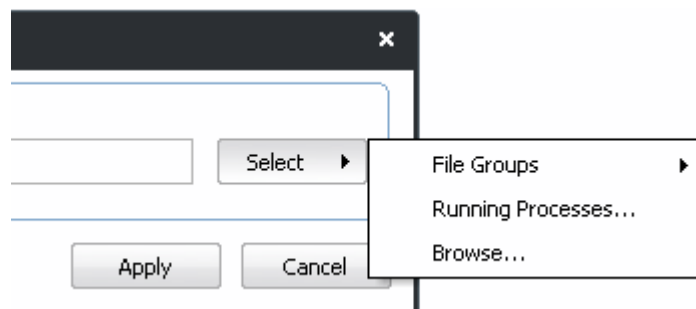 Select
File Groups
Running Processes...
Browse...
Apply
Cancel